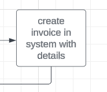 create
invoice in
system with
details